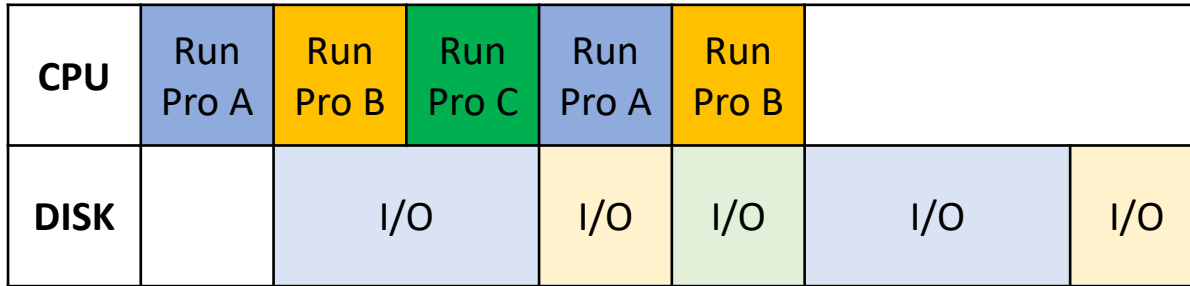 CPU
Run
Pro A
Run
Pro B
Run
Pro C
Run
Pro A
Run
Pro B
DISK
I/O
I/O
I/O
I/O
I/O